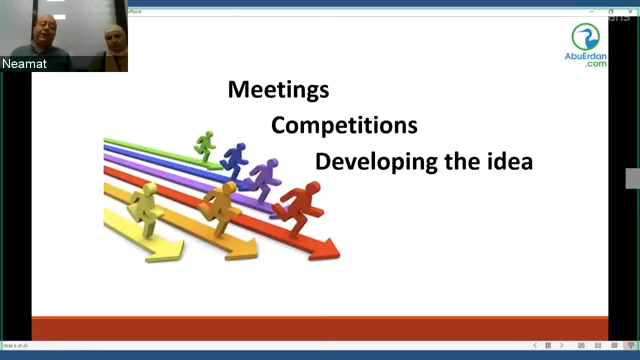 Neamat
AbuErdan
.com
Meetings
Competitions
Developing the idea